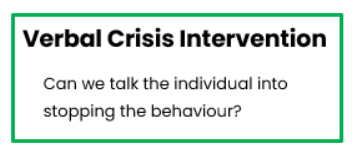 Verbal Crisis Intervention
Can we talk the individual into
stopping the behaviour?